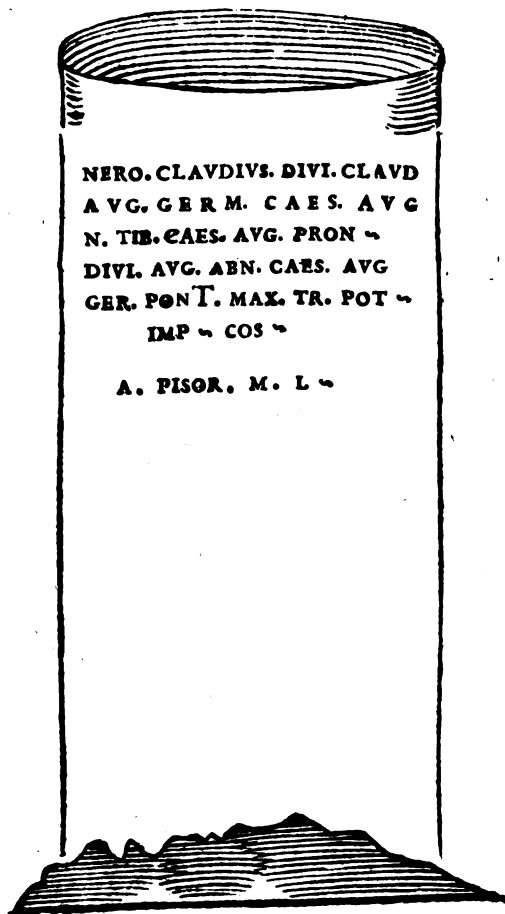 NERO. CLAVDIVS. DIVI. CLAVD
AVG. GERM. CAES. AVG
N. TIB. CAES. AVG. PRON ~
DIVI. AVG. ABN. CAES. AVG
GER. PONT. MAX. TR. POT ~
IMP ~ COS ~
A. PISOR. M. L ~